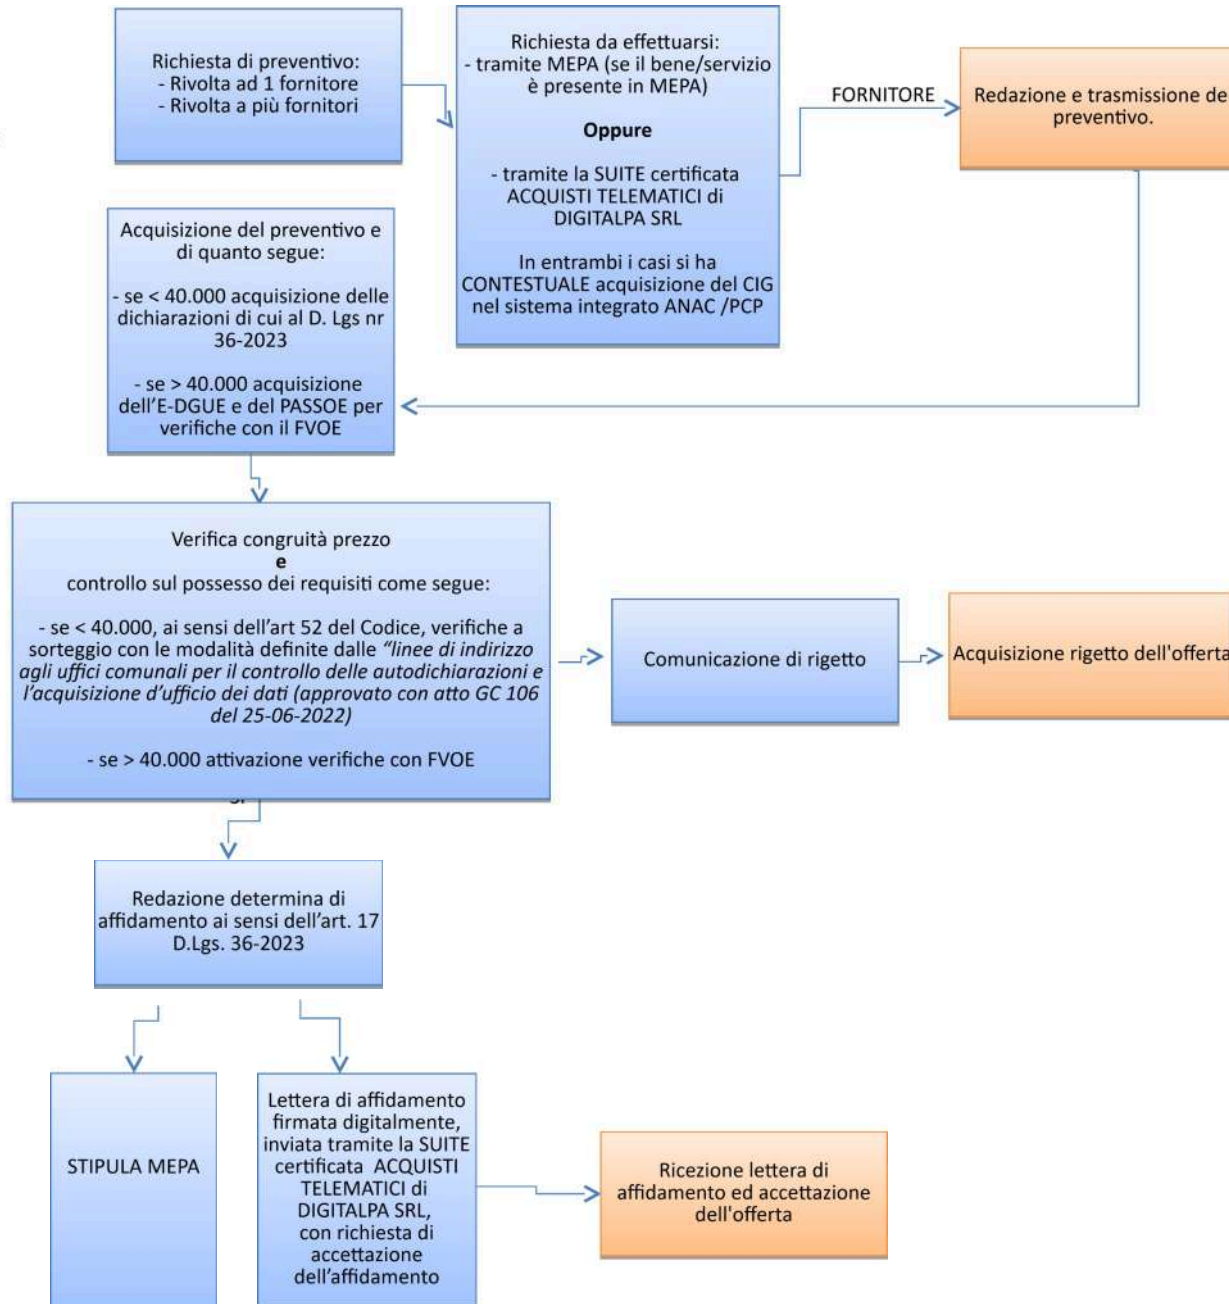 Richiesta di preventivo:
- Rivolta ad 1 fornitore
- Rivolta a più fornitori
Richiesta da effettuarsi:
- tramite MEPA (se il bene/servizio
è presente in MEPA)
Oppure
- tramite la SUITE certificata
ACQUISTI TELEMATICI di
DIGITALPA SRL
In entrambi i casi si ha
CONTESTUALE acquisizione del CIG
nel sistema integrato ANAC /PCP
FORNITORE
Redazione e trasmissione de
preventivo.
Acquisizione del preventivo e
di quanto segue:
- se < 40.000 acquisizione delle
dichiarazioni di cui al D. Lgs nr
36-2023
- se > 40.000 acquisizione
dell’E-DGUE e del PASSOE per
verifiche con il FVOE
Verifica congruità prezzo
e
controllo sul possesso dei requisiti come segue:
- se < 40.000, ai sensi dell’art 52 del Codice, verifiche a
sorteggio con le modalità definite dalle “linee di indirizzo
agli uffici comunali per il controllo delle autodichiarazioni e
l’acquisizione d’ufficio dei dati (approvato con atto GC 106
del 25-06-2022)
- se > 40.000 attivazione verifiche con FVOE
Comunicazione di rigetto
Acquisizione rigetto dell'offerta
Redazione determina di
affidamento ai sensi dell’art. 17
D.Lgs. 36-2023
STIPULA MEPA
Lettera di affidamento
firmata digitalmente,
inviata tramite la SUITE
certificata ACQUISTI
TELEMATICI di
DIGITALPA SRL,
con richiesta di
accettazione
dell’affidamento
Ricezione lettera di
affidamento ed accettazione
dell'offerta